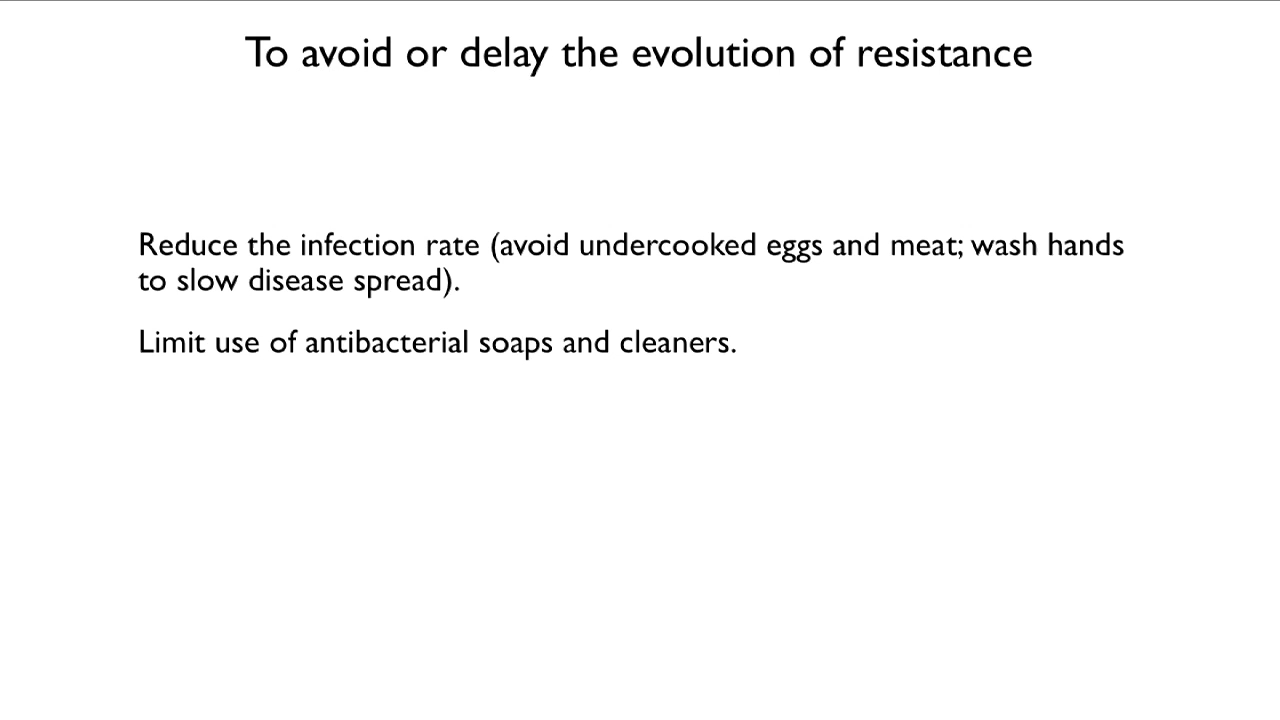 To avoid or delay the evolution of resistance
Reduce the infection rate (avoid undercooked eggs and meat; wash hands
to slow disease spread).
Limit use of antibacterial soaps and cleaners.